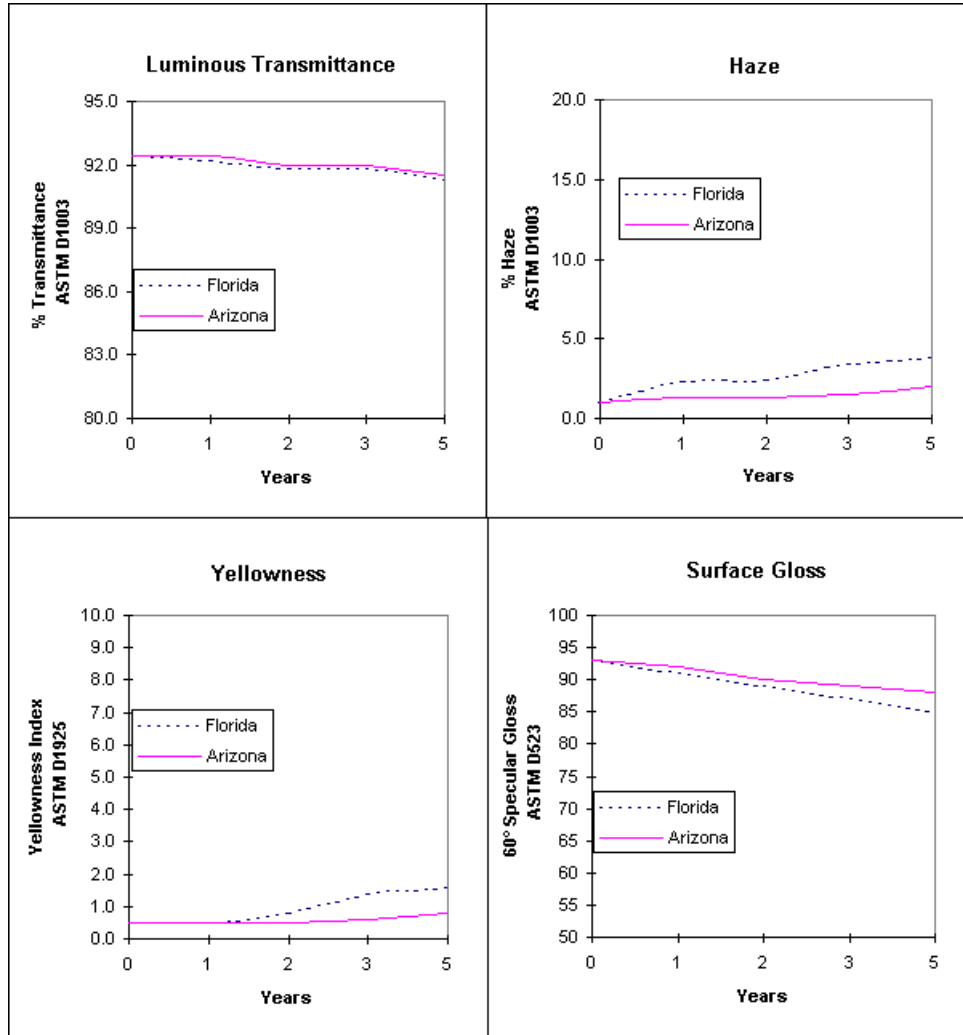 Luminous Transmittance
95.0
92.0
89.0
86.0
83.0
80.0
% Transmittance
ASTM D1003
Florida
Arizona
0 1 2 3 5
Years
Haze
20.0
15.0
10.0
5.0
0.0
% Haze
ASTM D1003
Florida
Arizona
0 1 2 3 5
Years
Yellowness
10.0
9.0
8.0
7.0
6.0
5.0
4.0
3.0
2.0
1.0
0.0
Yellowness Index
ASTM D1925
Florida
Arizona
0 1 2 3 5
Years
Surface Gloss
100
95
90
85
80
75
70
65
60
55
50
60° Specular Gloss
ASTM D523
Florida
Arizona
0 1 2 3 5
Years